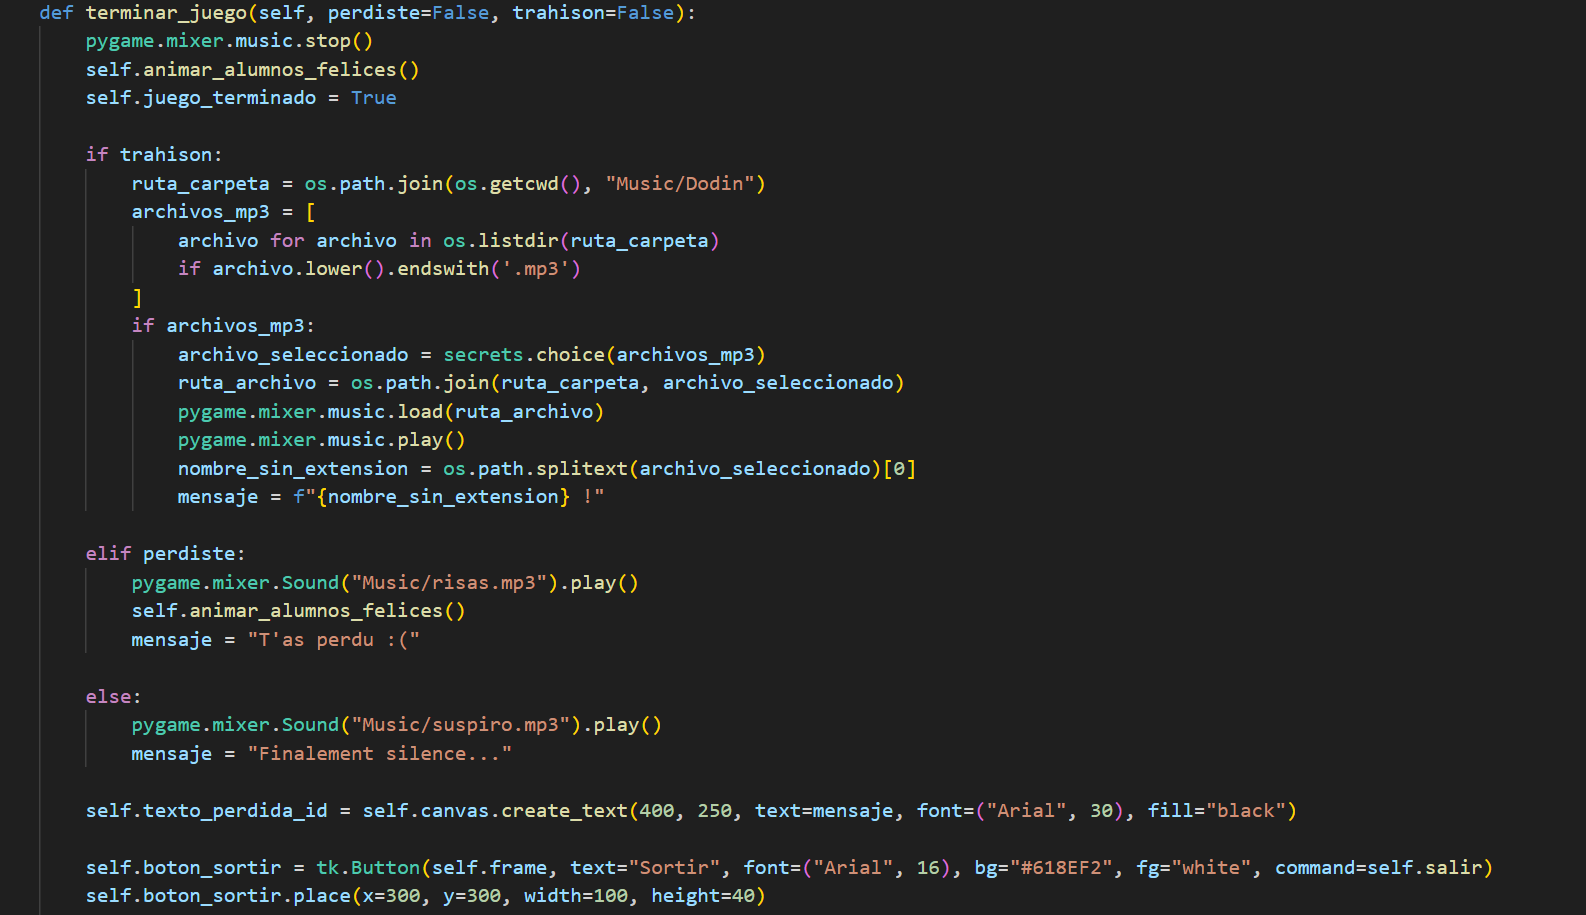 def terminar_juego(self, perdiste=False, trahison=False):
    pygame.mixer.music.stop()
    self.animar_alumnos_felices()
    self.juego_terminado = True

    if trahison:
        ruta_carpeta = os.path.join(os.getcwd(), "Music/Dodin")
        archivos_mp3 = [
            archivo for archivo in os.listdir(ruta_carpeta)
            if archivo.lower().endswith('.mp3')
        ]
        if archivos_mp3:
            archivo_seleccionado = secrets.choice(archivos_mp3)
            ruta_archivo = os.path.join(ruta_carpeta, archivo_seleccionado)
            pygame.mixer.music.load(ruta_archivo)
            pygame.mixer.music.play()
            nombre_sin_extension = os.path.splitext(archivo_seleccionado)[0]
            mensaje = f"{nombre_sin_extension} !"

    elif perdiste:
        pygame.mixer.Sound("Music/risas.mp3").play()
        self.animar_alumnos_felices()
        mensaje = "T'as perdu :("

    else:
        pygame.mixer.Sound("Music/suspiro.mp3").play()
        mensaje = "Finalement silence..."

    self.texto_perdida_id = self.canvas.create_text(400, 250, text=mensaje, font=("Arial", 30), fill="black")

    self.boton_sortir = tk.Button(self.frame, text="Sortir", font=("Arial", 16), bg="#618EF2", fg="white", command=self.salir)
    self.boton_sortir.place(x=300, y=300, width=100, height=40)